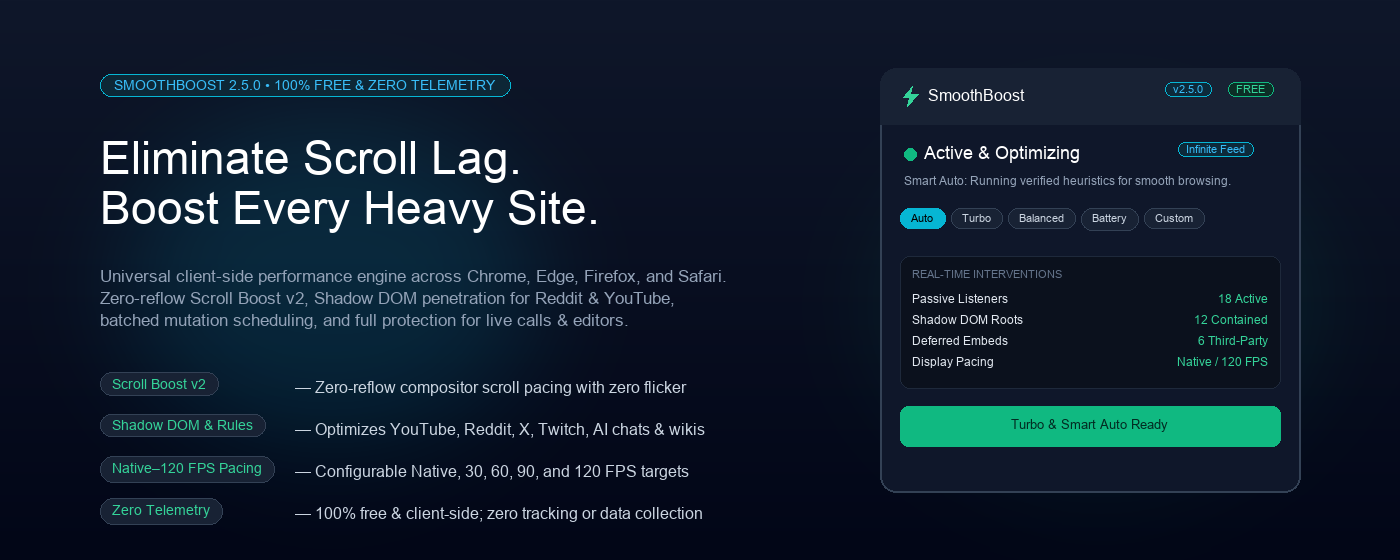 SMOOTHBOOST 2.5.0 • 100% FREE & ZERO TELEMETRY
Eliminate Scroll Lag.
Boost Every Heavy Site.
Universal client-side performance engine across Chrome, Edge, Firefox, and Safari.
Zero-reflow Scroll Boost v2, Shadow DOM penetration for Reddit & YouTube,
batched mutation scheduling, and full protection for live calls & editors.
Scroll Boost v2 — Zero-reflow compositor scroll pacing with zero flicker
Shadow DOM & Rules — Optimizes YouTube, Reddit, X, Twitch, AI chats & wikis
Native–120 FPS Pacing — Configurable Native, 30, 60, 90, and 120 FPS targets
Zero Telemetry — 100% free & client-side; zero tracking or data collection
SmoothBoost v2.5.0 FREE
Active & Optimizing Infinite Feed
Smart Auto: Running verified heuristics for smooth browsing.
Auto Turbo Balanced Battery Custom
REAL-TIME INTERVENTIONS
Passive Listeners 18 Active
Shadow DOM Roots 12 Contained
Deferred Embeds 6 Third-Party
Display Pacing Native / 120 FPS
Turbo & Smart Auto Ready